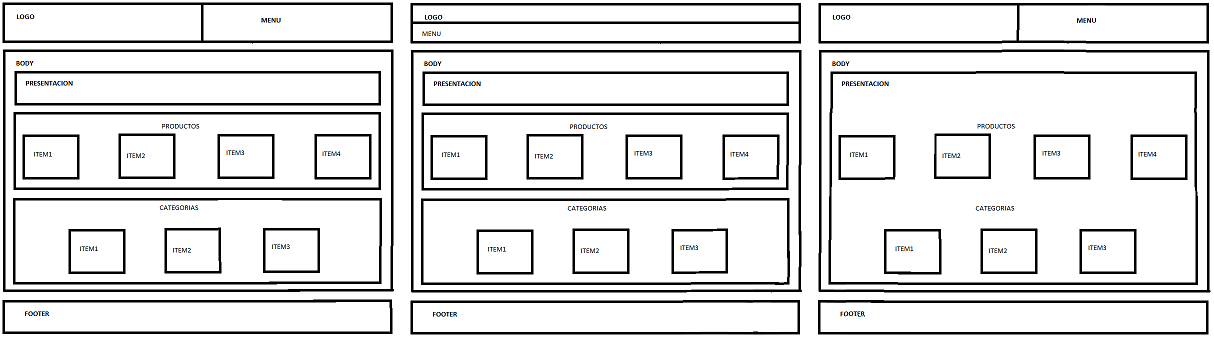 LOGO
MENU
BODY
PRESENTACION
PRODUCTOS
ITEM1
ITEM2
ITEM3
ITEM4
CATEGORIAS
ITEM1
ITEM2
ITEM3
FOOTER
LOGO
MENU
BODY
PRESENTACION
PRODUCTOS
ITEM1
ITEM2
ITEM3
ITEM4
CATEGORIAS
ITEM1
ITEM2
ITEM3
FOOTER
LOGO
MENU
BODY
PRESENTACION
PRODUCTOS
ITEM1
ITEM2
ITEM3
ITEM4
CATEGORIAS
ITEM1
ITEM2
ITEM3
FOOTER